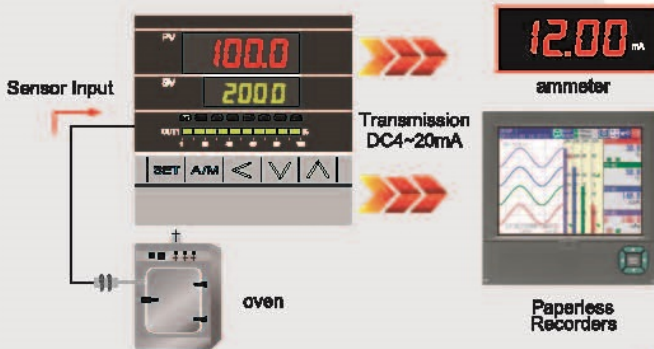 PV
100.0
SV
200.0
OUT1
%
SET A/M
Sensor Input
Transmission
DC4~20mA
12.00 mA
ammeter
oven
Paperless
Recorders